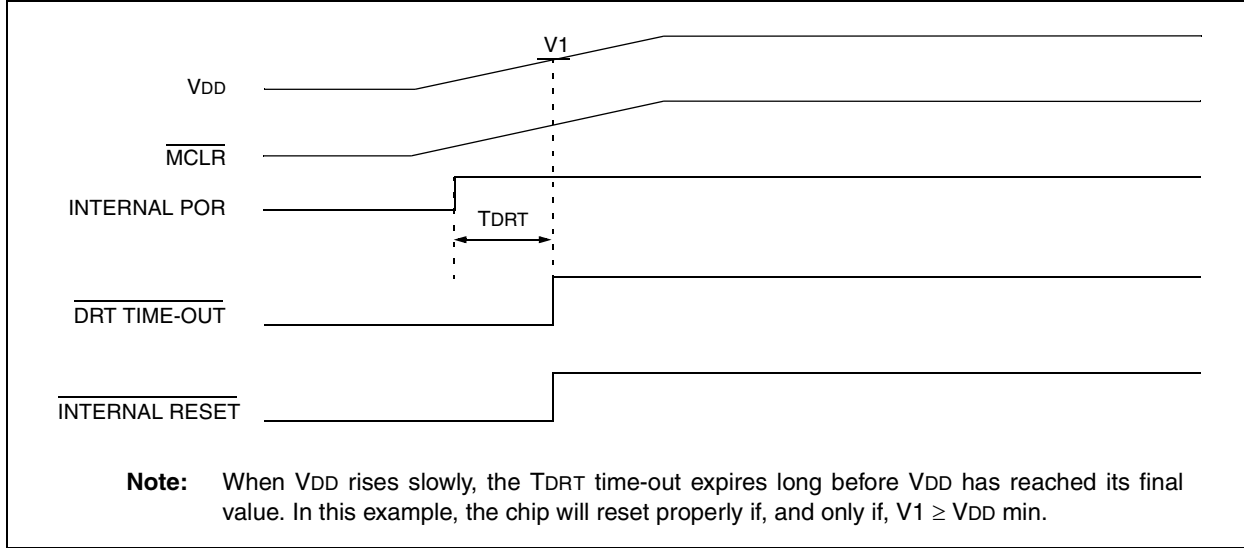 V1
VDD
MCLR
INTERNAL POR
TDRT
DRT TIME-OUT
INTERNAL RESET
Note: When VDD rises slowly, the TDRT time-out expires long before VDD has reached its final
value. In this example, the chip will reset properly if, and only if, V1 ≥ VDD min.